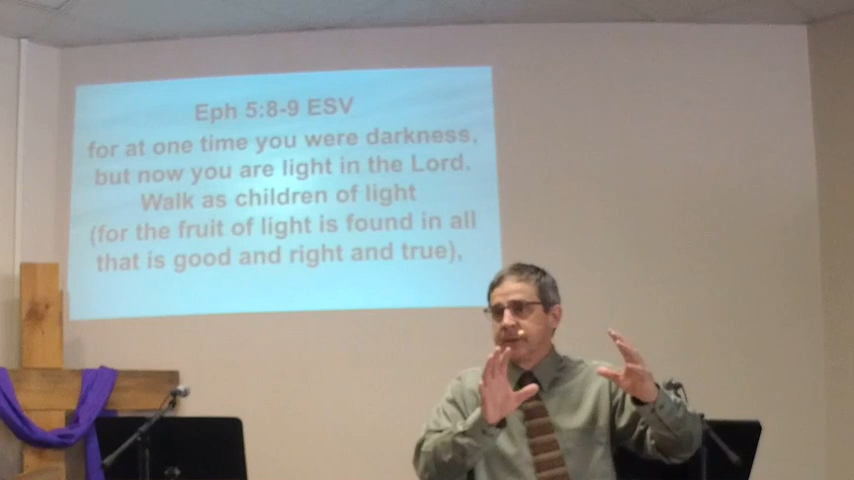 Eph 5:8-9 ESV
for at one time you were darkness,
but now you are light in the Lord.
Walk as children of light
(for the fruit of light is found in all
that is good and right and true),